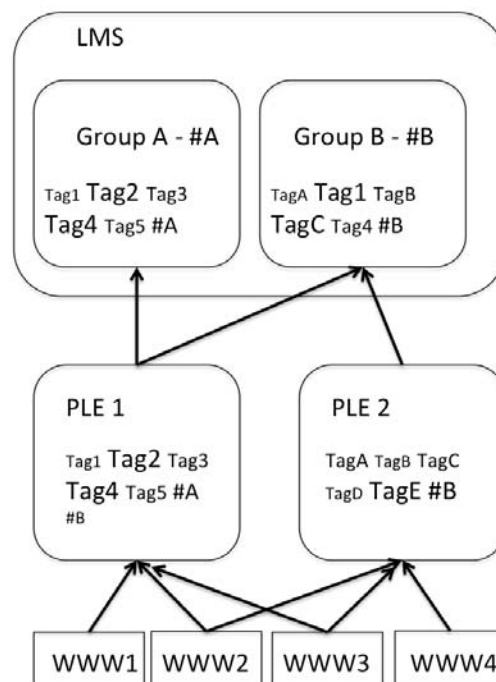 LMS
Group A - #A
Tag1 Tag2 Tag3
Tag4 Tag5 #A
Group B - #B
TagA Tag1 TagB
TagC Tag4 #B
PLE 1
Tag1 Tag2 Tag3
Tag4 Tag5 #A
#B
PLE 2
TagA TagB TagC
TagD TagE #B
WWW1
WWW2
WWW3
WWW4